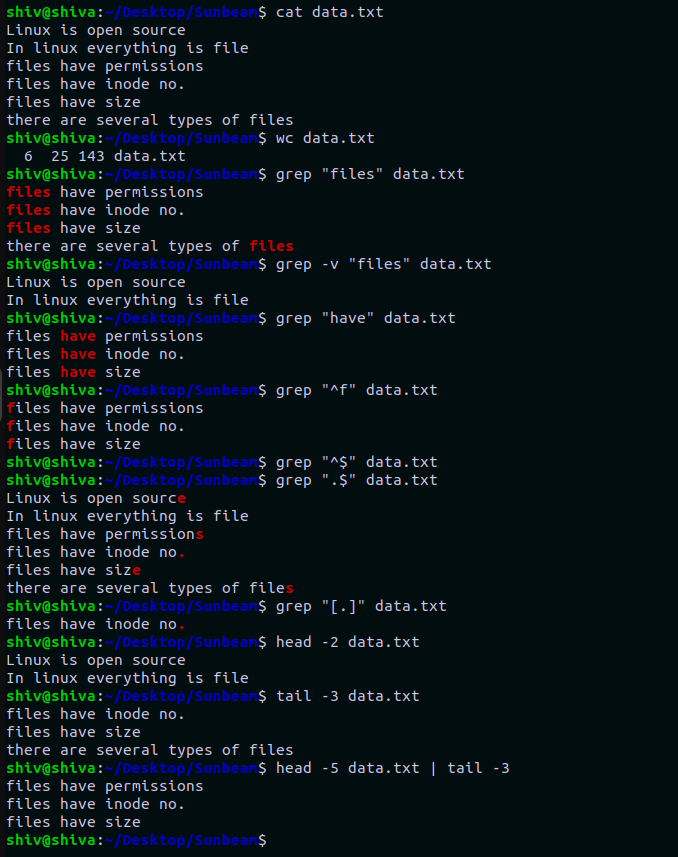 shiv@shiva:~/Desktop/Sunbeam$ cat data.txt
Linux is open source
In linux everything is file
files have permissions
files have inode no.
files have size
there are several types of files
shiv@shiva:~/Desktop/Sunbeam$ wc data.txt
  6  25 143 data.txt
shiv@shiva:~/Desktop/Sunbeam$ grep "files" data.txt
files have permissions
files have inode no.
files have size
there are several types of files
shiv@shiva:~/Desktop/Sunbeam$ grep -v "files" data.txt
Linux is open source
In linux everything is file
shiv@shiva:~/Desktop/Sunbeam$ grep "have" data.txt
files have permissions
files have inode no.
files have size
shiv@shiva:~/Desktop/Sunbeam$ grep "^f" data.txt
files have permissions
files have inode no.
files have size
shiv@shiva:~/Desktop/Sunbeam$ grep "^$" data.txt
shiv@shiva:~/Desktop/Sunbeam$ grep ".$" data.txt
Linux is open source
In linux everything is file
files have permissions
files have inode no.
files have size
there are several types of files
shiv@shiva:~/Desktop/Sunbeam$ grep "[.]" data.txt
files have inode no.
shiv@shiva:~/Desktop/Sunbeam$ head -2 data.txt
Linux is open source
In linux everything is file
shiv@shiva:~/Desktop/Sunbeam$ tail -3 data.txt
files have inode no.
files have size
there are several types of files
shiv@shiva:~/Desktop/Sunbeam$ head -5 data.txt | tail -3
files have permissions
files have inode no.
files have size
shiv@shiva:~/Desktop/Sunbeam$